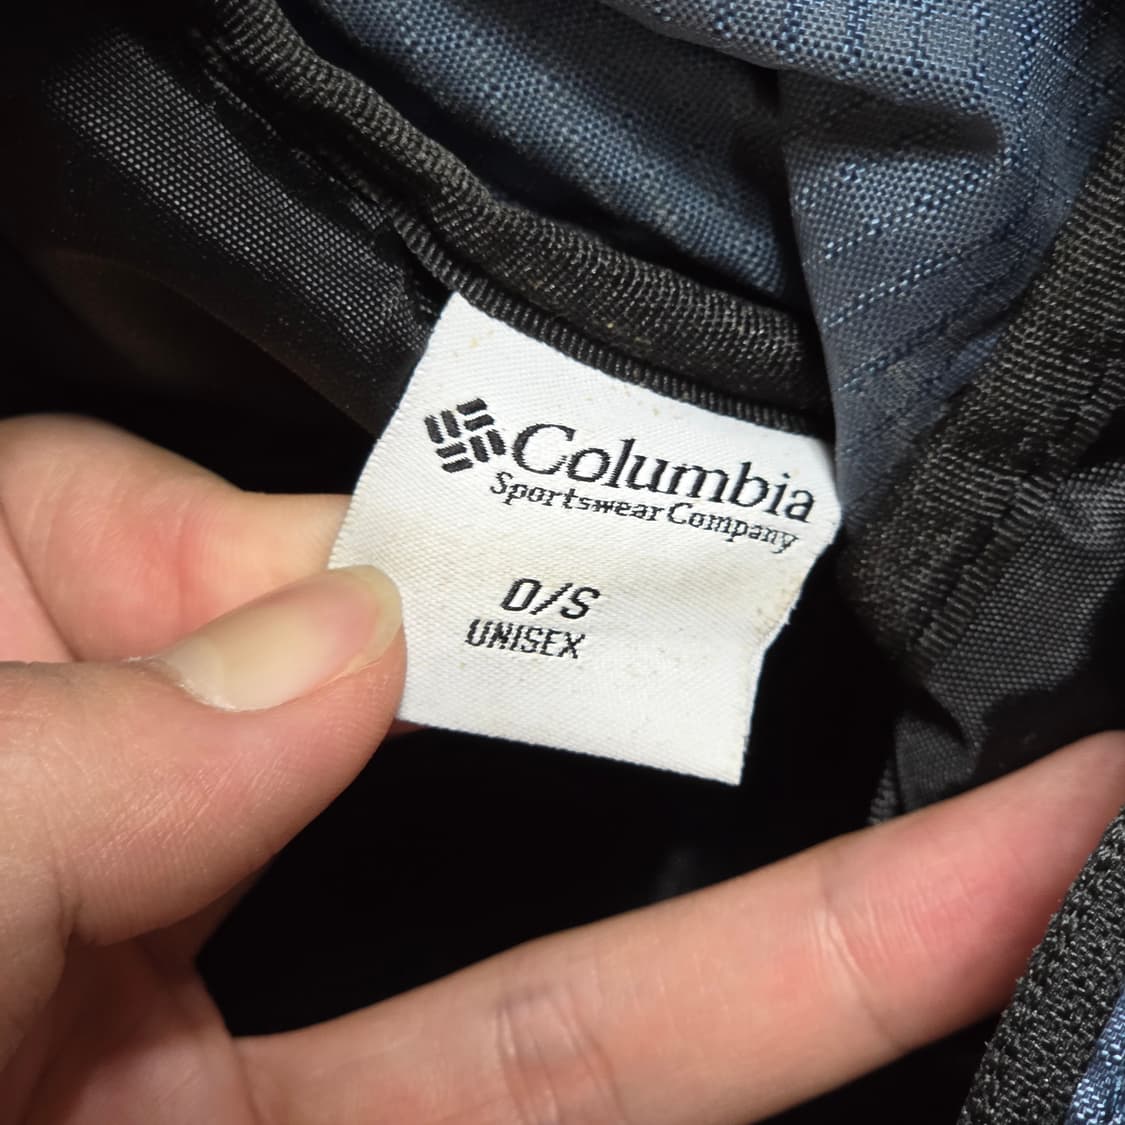 Columbia
Sportswear Company
O/S
UNISEX